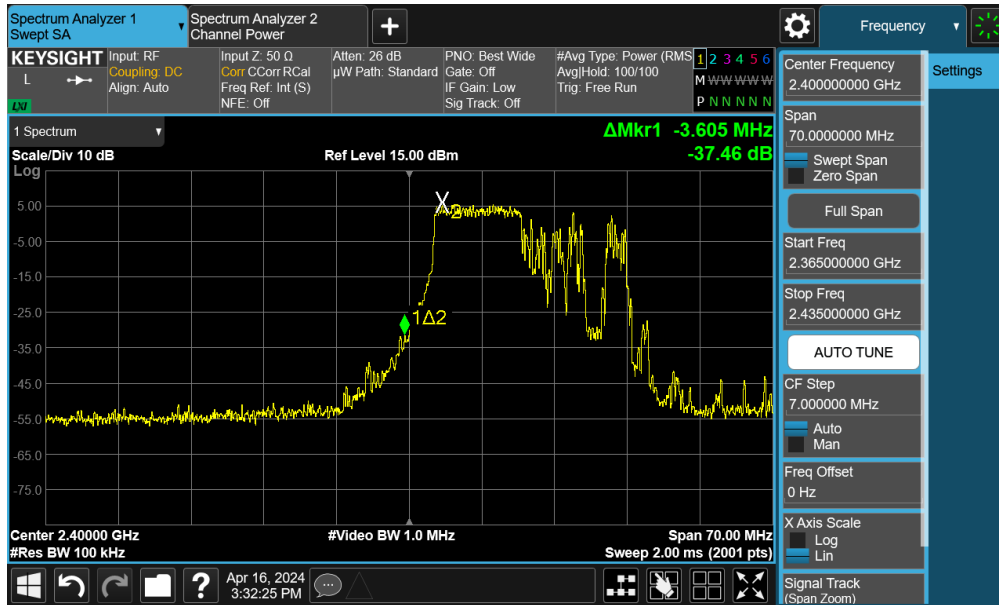 Spectrum Analyzer 1
Swept SA
Spectrum Analyzer 2
Channel Power
+
Frequency
KEYSIGHT
L
LXI
Input: RF
Coupling: DC
Align: Auto
Input Z: 50 Ω
Corr CCorr RCal
Freq Ref: Int (S)
NFE: Off
Atten: 26 dB
µW Path: Standard
PNO: Best Wide
Gate: Off
IF Gain: Low
Sig Track: Off
#Avg Type: Power (RMS
Avg|Hold: 100/100
Trig: Free Run
1 2 3 4 5 6
M W W W W W
P N N N N N
1 Spectrum
Scale/Div 10 dB
Log
Ref Level 15.00 dBm
ΔMkr1 -3.605 MHz
-37.46 dB
5.00
-5.00
-15.0
-25.0
-35.0
-45.0
-55.0
-65.0
-75.0
X2
1Δ2
Center 2.40000 GHz
#Res BW 100 kHz
#Video BW 1.0 MHz
Span 70.00 MHz
Sweep 2.00 ms (2001 pts)
Center Frequency
2.400000000 GHz
Span
70.0000000 MHz
Swept Span
Zero Span
Full Span
Start Freq
2.365000000 GHz
Stop Freq
2.435000000 GHz
AUTO TUNE
CF Step
7.000000 MHz
Auto
Man
Freq Offset
0 Hz
X Axis Scale
Log
Lin
Signal Track
(Span Zoom)
Settings
?
Apr 16, 2024
3:32:25 PM